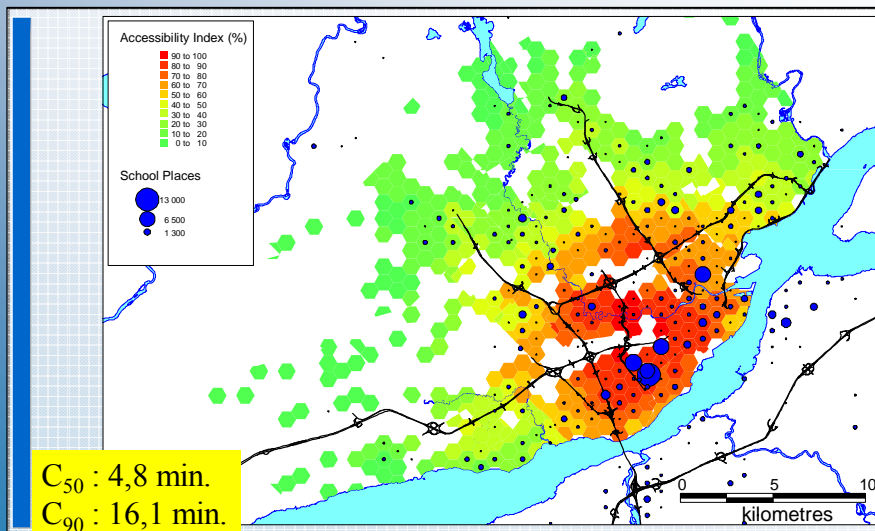 Accessibility Index (%)
90 to 100
80 to 90
70 to 80
60 to 70
50 to 60
40 to 50
30 to 40
20 to 30
10 to 20
0 to 10
School Places
13 000
6 500
1 300
C50 : 4,8 min.
C90 : 16,1 min.
0 5 10
kilometres